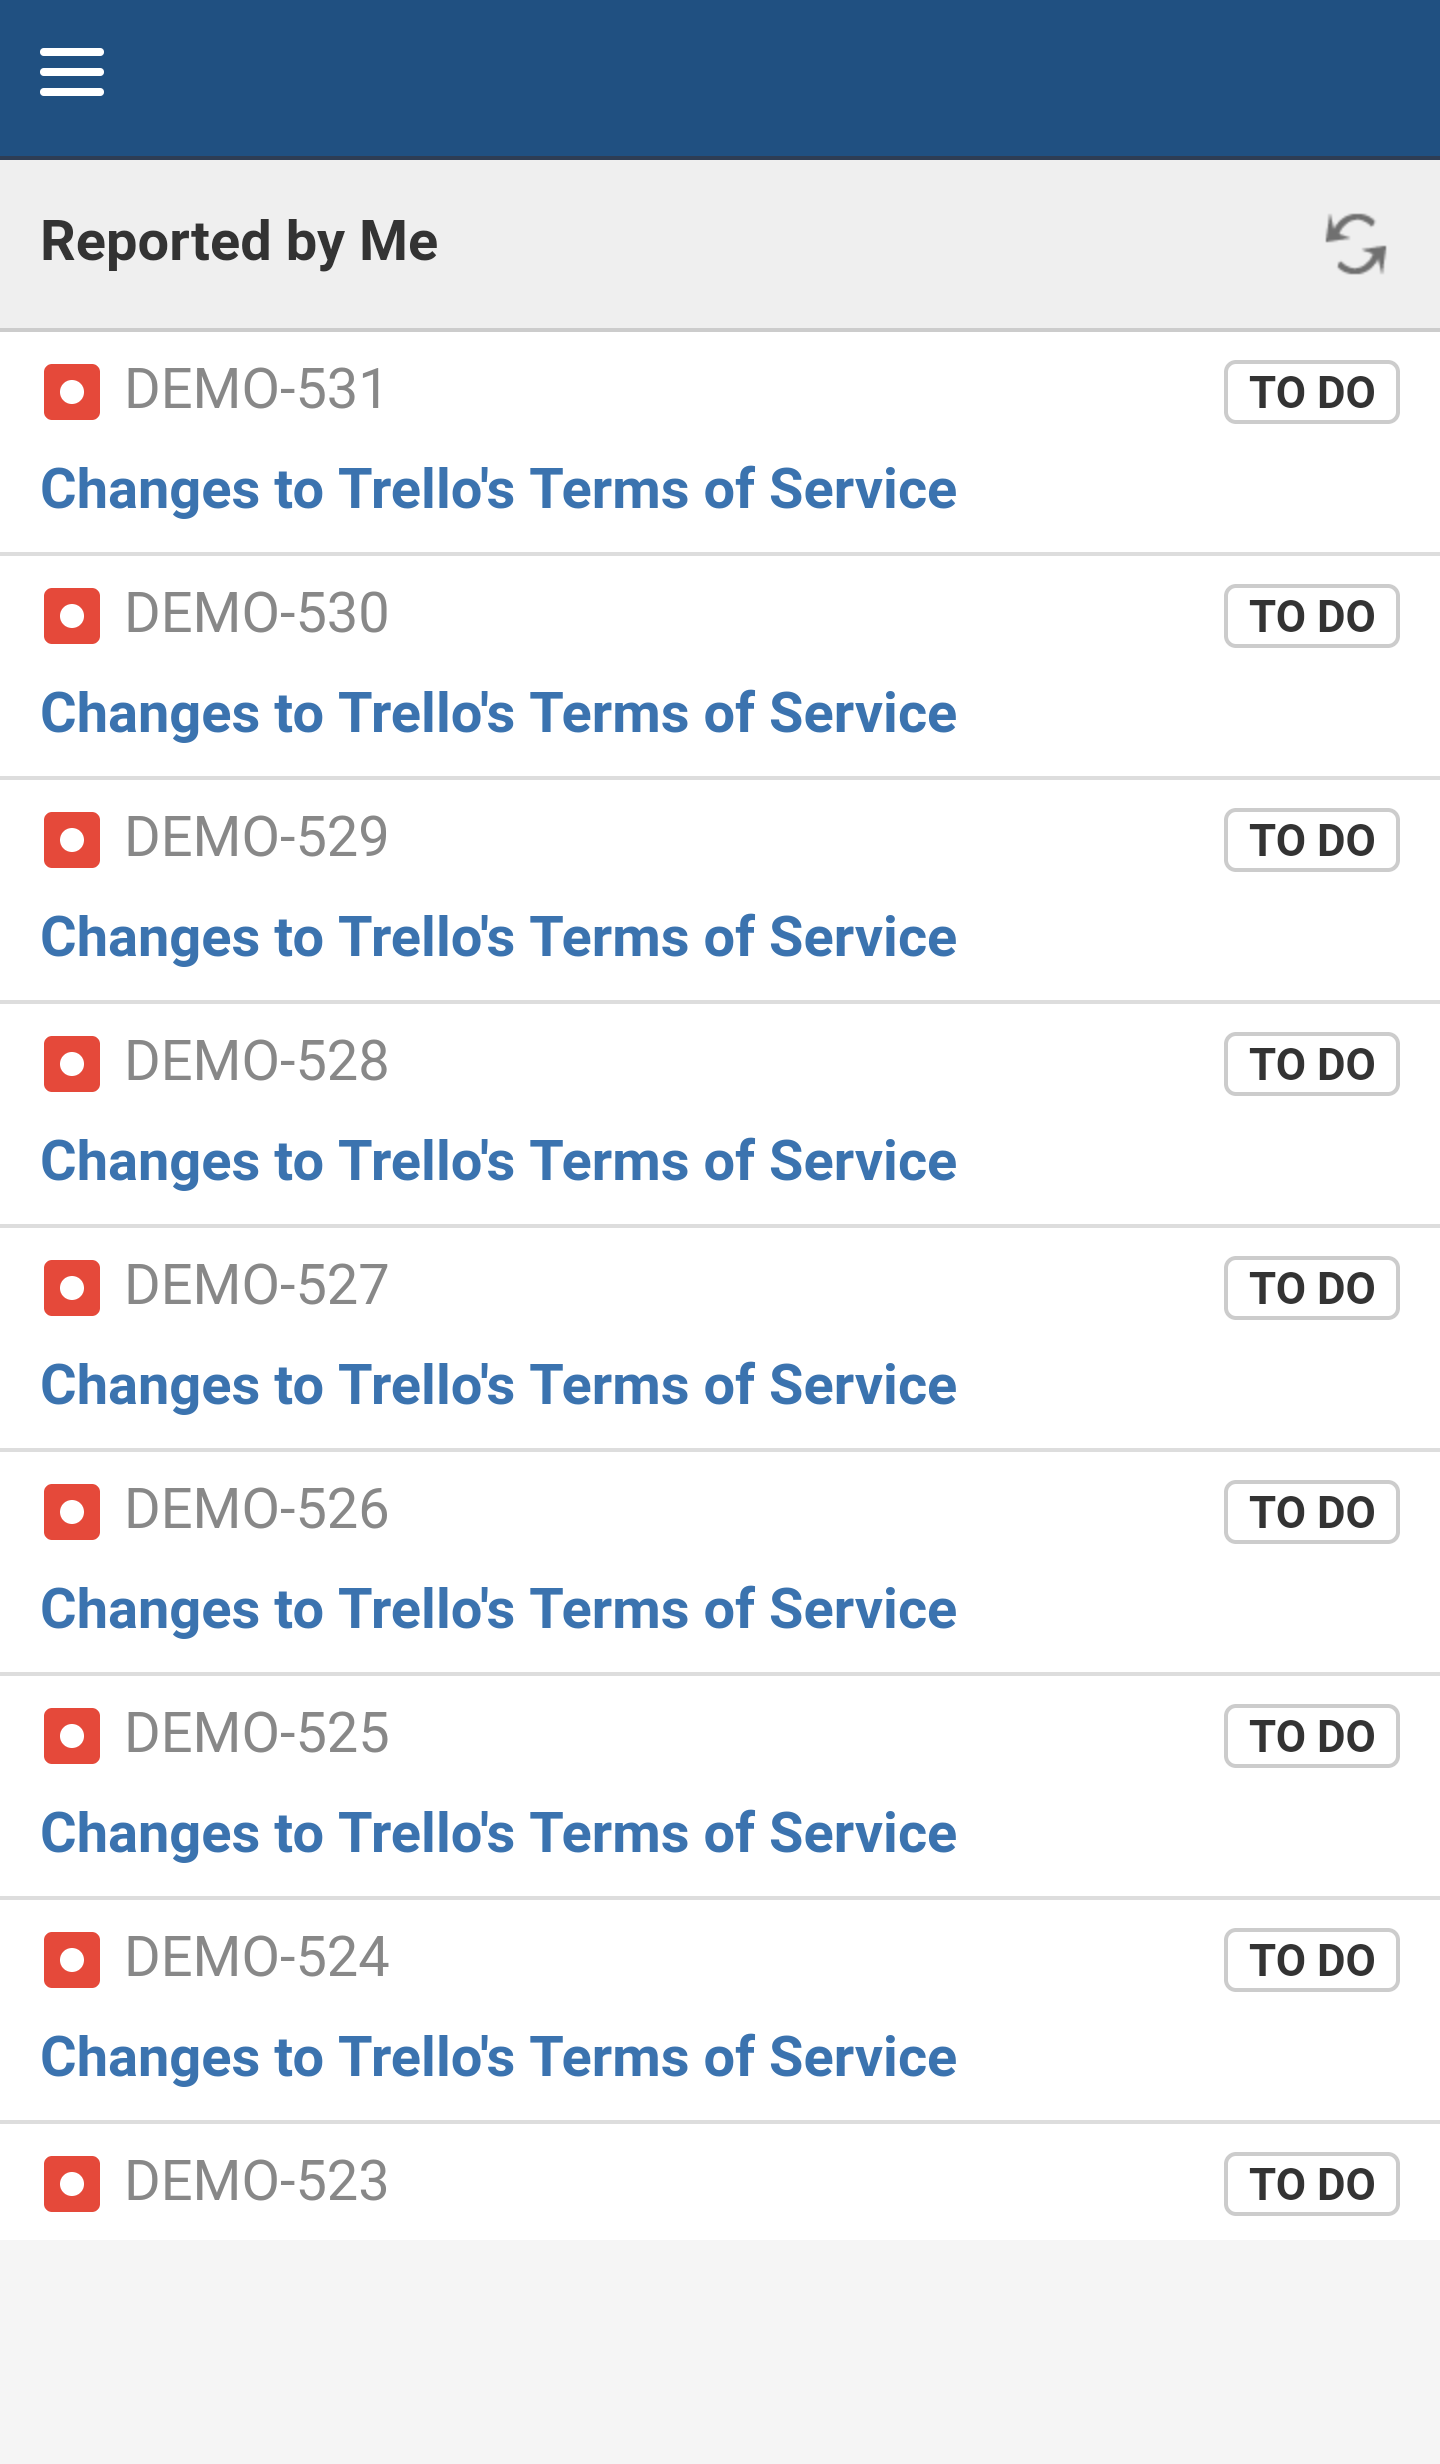 Reported by Me
DEMO-531 TO DO
Changes to Trello's Terms of Service
DEMO-530 TO DO
Changes to Trello's Terms of Service
DEMO-529 TO DO
Changes to Trello's Terms of Service
DEMO-528 TO DO
Changes to Trello's Terms of Service
DEMO-527 TO DO
Changes to Trello's Terms of Service
DEMO-526 TO DO
Changes to Trello's Terms of Service
DEMO-525 TO DO
Changes to Trello's Terms of Service
DEMO-524 TO DO
Changes to Trello's Terms of Service
DEMO-523 TO DO